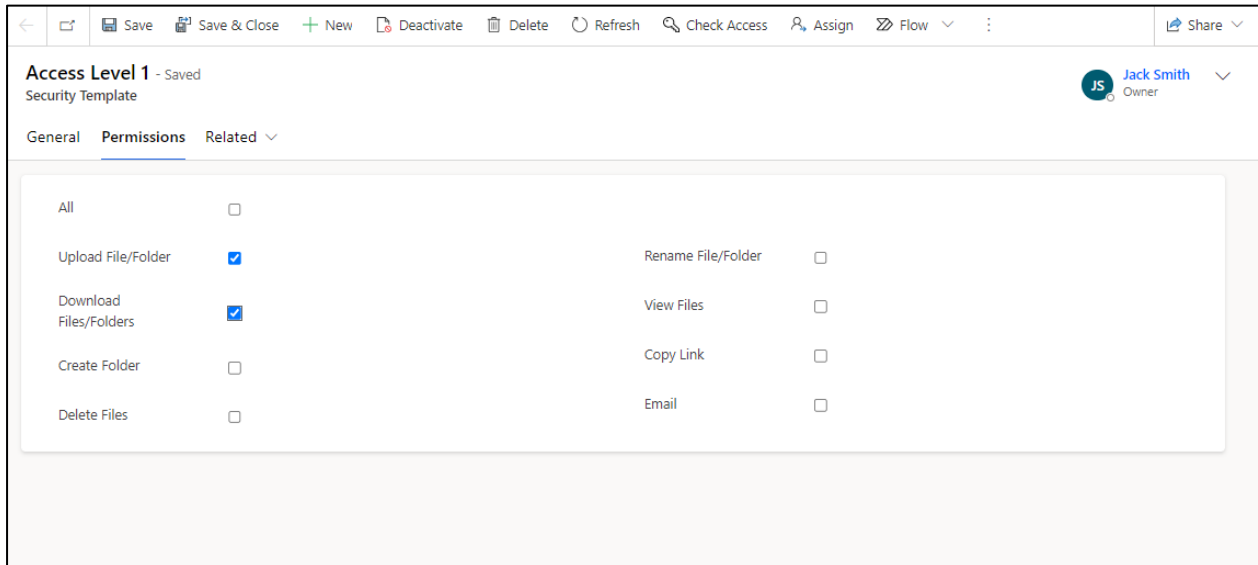 Save Save & Close New Deactivate Delete Refresh Check Access Assign Flow Share
Access Level 1 - Saved
Security Template
JS
Jack Smith
Owner
General Permissions Related
All
Upload File/Folder Rename File/Folder
Download
Files/Folders
View Files
Create Folder Copy Link
Delete Files Email